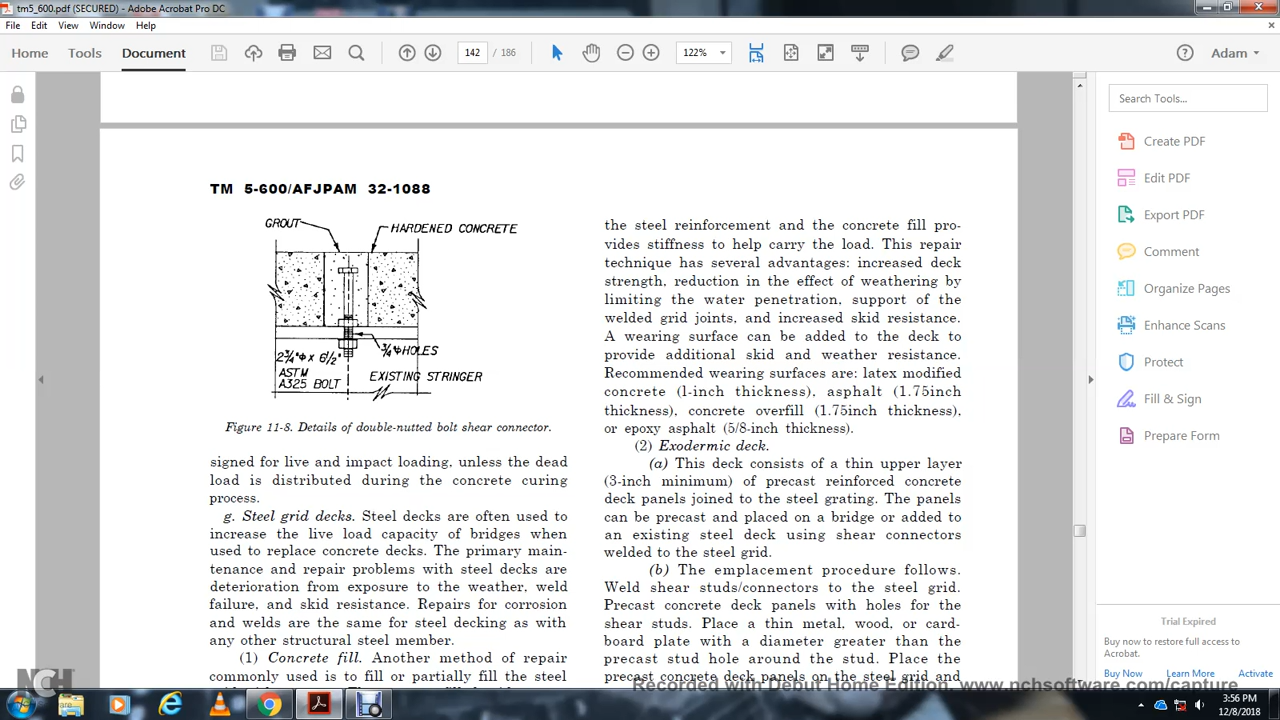 tm5_600.pdf (SECURED) - Adobe Acrobat Pro DC
File Edit View Window Help
Home Tools Document 142 / 186 122% Adam
TM 5-600/AFJPAM 32-1088
GROUT
HARDENED CONCRETE
3/4"Φ HOLES
2 3/4"Φ x 6 1/2"
ASTM
A325 BOLT
EXISTING STRINGER
Figure 11-8. Details of double-nutted bolt shear connector.
signed for live and impact loading, unless the dead
load is distributed during the concrete curing
process.
g. Steel grid decks. Steel decks are often used to
increase the live load capacity of bridges when
used to replace concrete decks. The primary main-
tenance and repair problems with steel decks are
deterioration from exposure to the weather, weld
failure, and skid resistance. Repairs for corrosion
and welds are the same for steel decking as with
any other structural steel member.
(1) Concrete fill. Another method of repair
commonly used is to fill or partially fill the steel
the steel reinforcement and the concrete fill pro-
vides stiffness to help carry the load. This repair
technique has several advantages: increased deck
strength, reduction in the effect of weathering by
limiting the water penetration, support of the
welded grid joints, and increased skid resistance.
A wearing surface can be added to the deck to
provide additional skid and weather resistance.
Recommended wearing surfaces are: latex modified
concrete (l-inch thickness), asphalt (1.75inch
thickness), concrete overfill (1.75inch thickness),
or epoxy asphalt (5/8-inch thickness).
(2) Exodermic deck.
(a) This deck consists of a thin upper layer
(3-inch minimum) of precast reinforced concrete
deck panels joined to the steel grating. The panels
can be precast and placed on a bridge or added to
an existing steel deck using shear connectors
welded to the steel grid.
(b) The emplacement procedure follows.
Weld shear studs/connectors to the steel grid.
Precast concrete deck panels with holes for the
shear studs. Place a thin metal, wood, or card-
board plate with a diameter greater than the
precast stud hole around the stud. Place the
precast concrete deck panels on the steel grid and
Search Tools...
Create PDF
Edit PDF
Export PDF
Comment
Organize Pages
Enhance Scans
Protect
Fill & Sign
Prepare Form
Trial Expired
Buy now to restore full access to
Acrobat.
Buy Now Learn More Activate
NCH
Recorded with Debut Home Edition. www.nchsoftware.com/capture
3:56 PM
12/8/2018